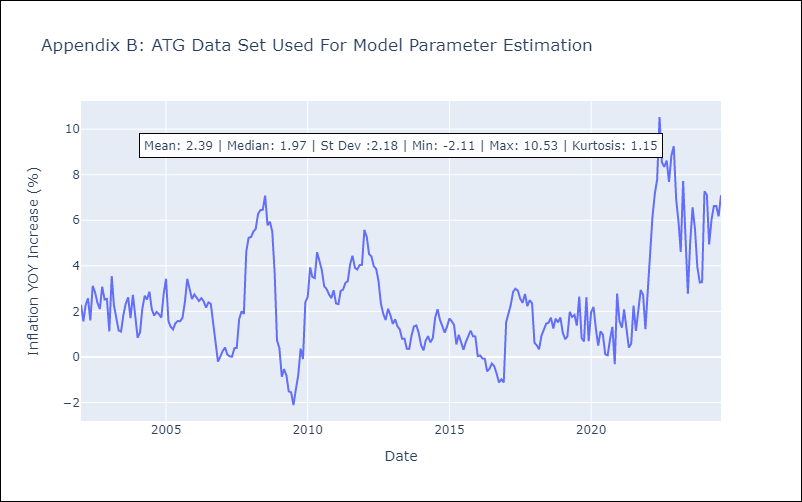 Appendix B: ATG Data Set Used For Model Parameter Estimation
Mean: 2.39 | Median: 1.97 | St Dev :2.18 | Min: -2.11 | Max: 10.53 | Kurtosis: 1.15
Inflation YOY Increase (%)
10
8
6
4
2
0
−2
2005
2010
2015
2020
Date